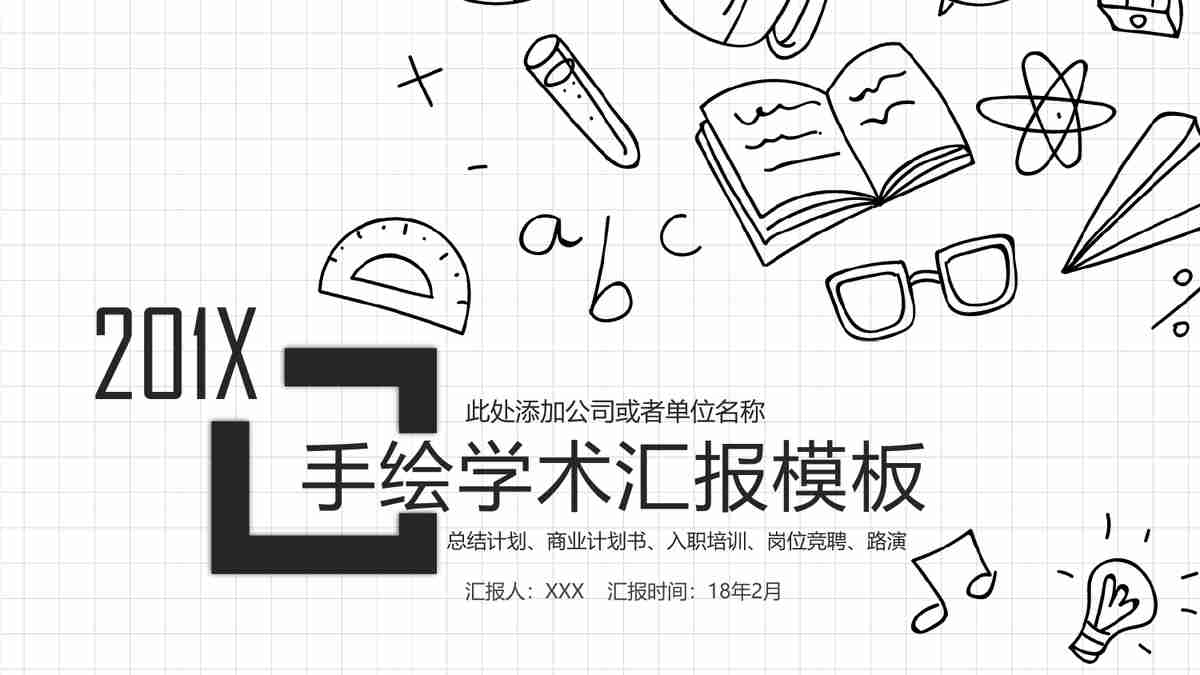 a b c
201X
此处添加公司或者单位名称
手绘学术汇报模板
总结计划、商业计划书、入职培训、岗位竞聘、路演
汇报人：XXX 汇报时间：18年2月